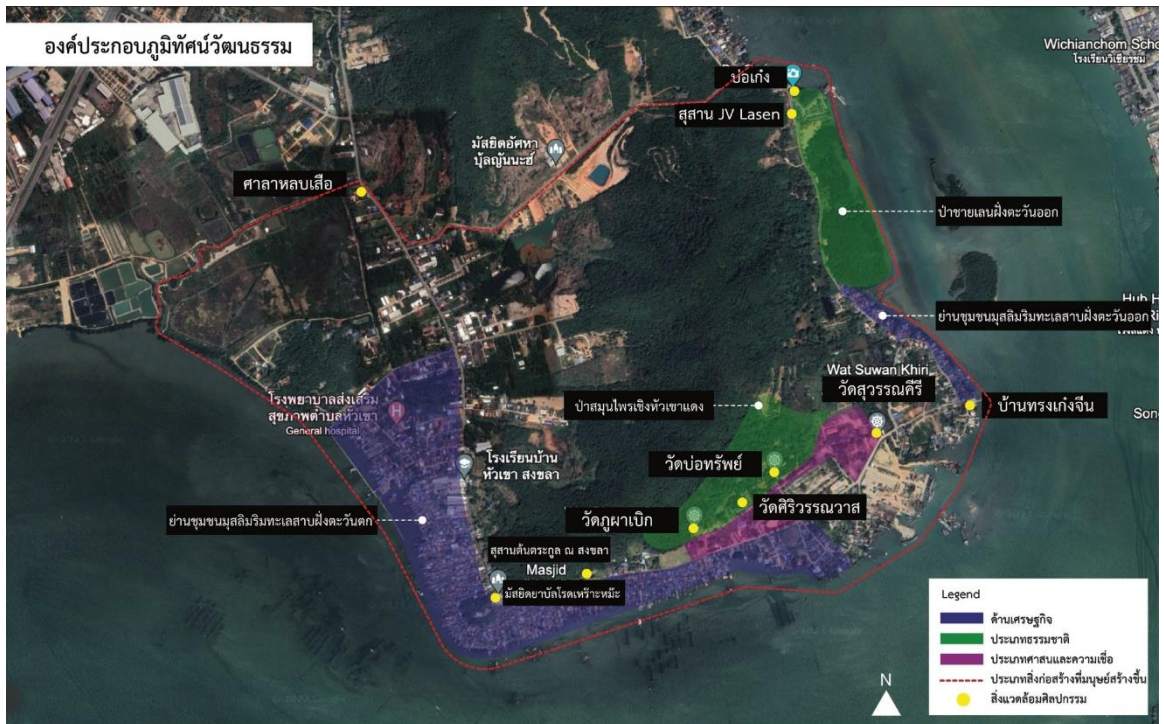 องค์ประกอบภูมิทัศน์วัฒนธรรม
Wichianchom Scho
โรงเรียนวิเชียรชม
บ่อเก๋ง
สุสาน JV Lasen
มัสยิดอัศหา
บุ้ลญันนะฮ์
ศาลาหลบเสือ
ป่าชายเลนฝั่งตะวันออก
ย่านชุมชนมุสลิมริมทะเลสาบฝั่งตะวันออก
Wat Suwan Khiri
วัดสุวรรณคีรี
ป่าสมุนไพรเชิงหัวเขาแดง
บ้านทรงเก๋งจีน
Song
โรงพยาบาลส่งเสริม
สุขภาพตำบลหัวเขา
General hospital
โรงเรียนบ้าน
หัวเขา สงขลา
วัดบ่อทรัพย์
วัดศิริวรรณวาส
ย่านชุมชนมุสลิมริมทะเลสาบฝั่งตะวันตก
วัดภูผาเบิก
สุสานต้นตระกูล ณ สงขลา
Masjid
มัสยิดยาบัลโรดเหร๊าะหม๊ะ
Legend
ด้านเศรษฐกิจ
ประเภทธรรมชาติ
ประเภทศาสนและความเชื่อ
ประเภทสิ่งก่อสร้างที่มนุษย์สร้างขึ้น
สิ่งแวดล้อมศิลปกรรม
N